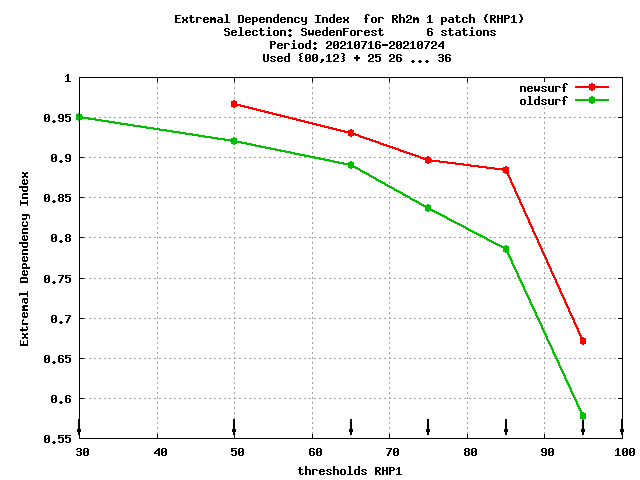 Extremal Dependency Index  for Rh2m 1 patch (RHP1)
Selection: SwedenForest      6 stations
Period: 20210716-20210724
Used {00,12} + 25 26 ... 36
newsurf
oldsurf
Extremal Dependency Index
1
0.95
0.9
0.85
0.8
0.75
0.7
0.65
0.6
0.55
30 40 50 60 70 80 90 100
thresholds RHP1